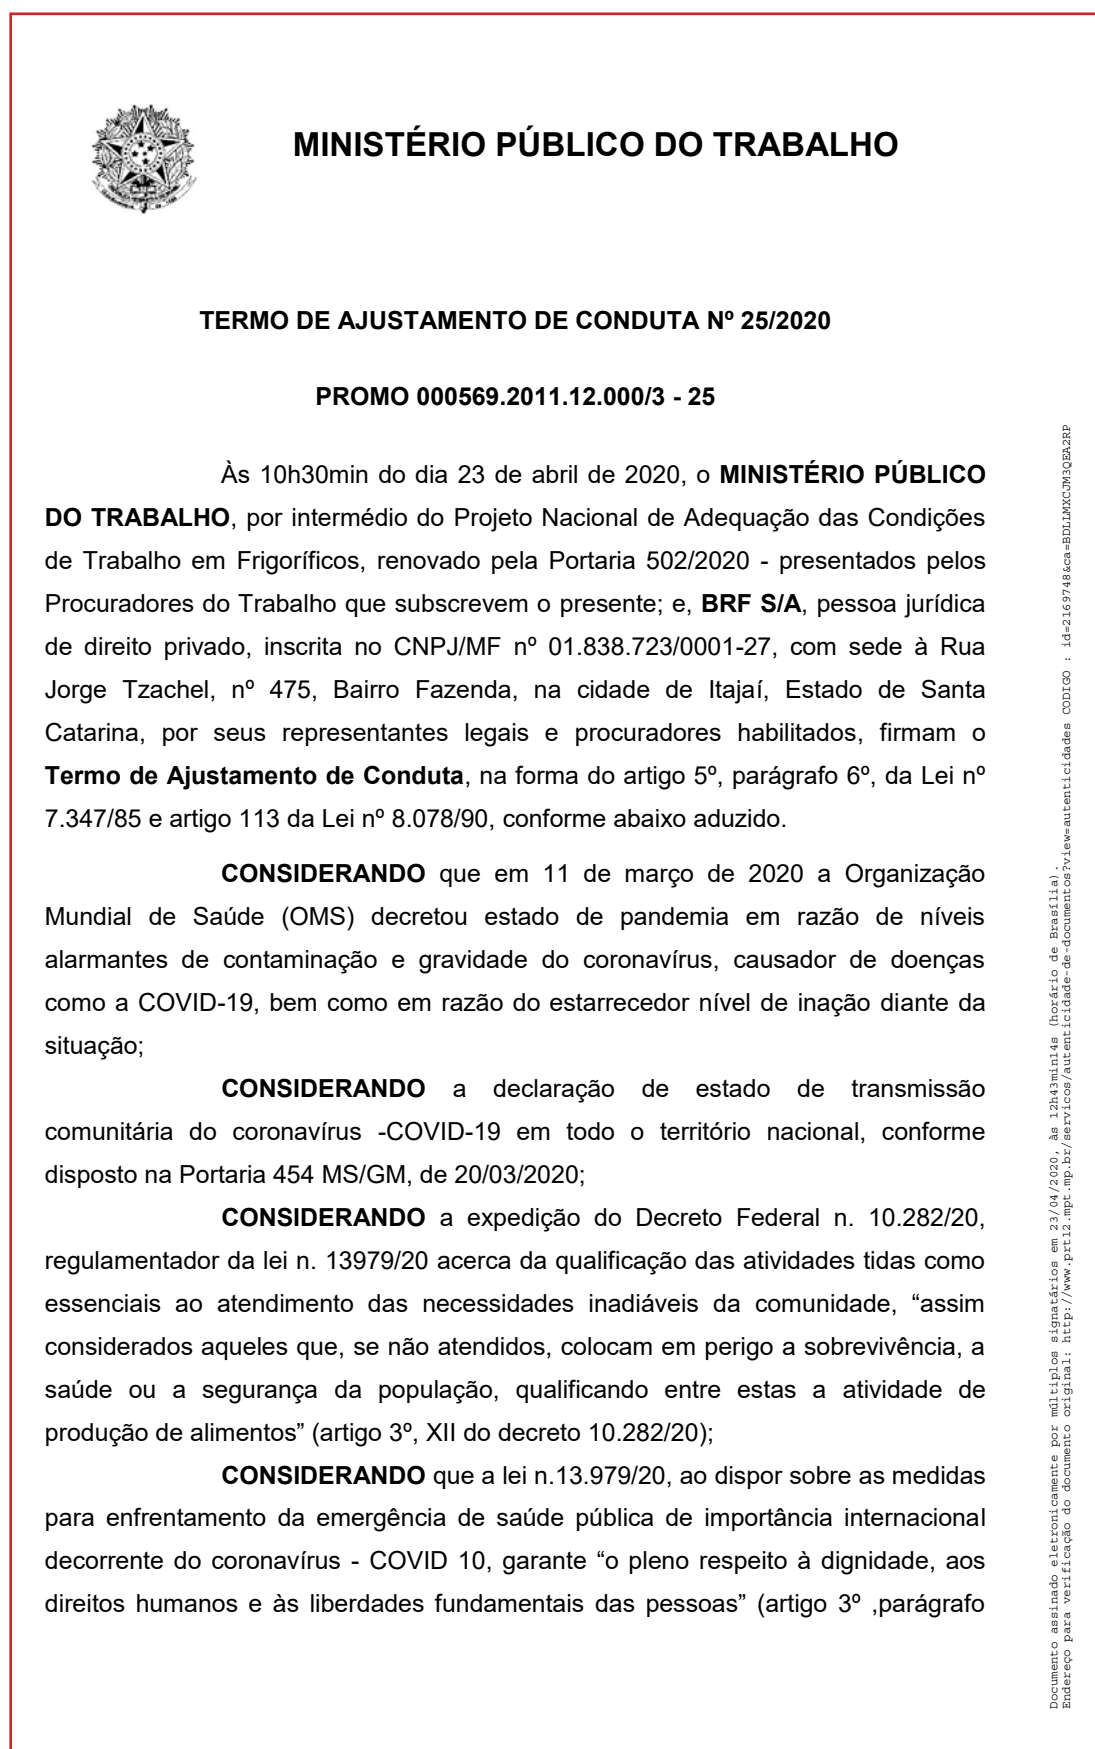 MINISTÉRIO PÚBLICO DO TRABALHO
TERMO DE AJUSTAMENTO DE CONDUTA Nº 25/2020
PROMO 000569.2011.12.000/3 - 25
Às 10h30min do dia 23 de abril de 2020, o MINISTÉRIO PÚBLICO
DO TRABALHO, por intermédio do Projeto Nacional de Adequação das Condições
de Trabalho em Frigoríficos, renovado pela Portaria 502/2020 - presentados pelos
Procuradores do Trabalho que subscrevem o presente; e, BRF S/A, pessoa jurídica
de direito privado, inscrita no CNPJ/MF nº 01.838.723/0001-27, com sede à Rua
Jorge Tzachel, nº 475, Bairro Fazenda, na cidade de Itajaí, Estado de Santa
Catarina, por seus representantes legais e procuradores habilitados, firmam o
Termo de Ajustamento de Conduta, na forma do artigo 5º, parágrafo 6º, da Lei nº
7.347/85 e artigo 113 da Lei nº 8.078/90, conforme abaixo aduzido.
CONSIDERANDO que em 11 de março de 2020 a Organização
Mundial de Saúde (OMS) decretou estado de pandemia em razão de níveis
alarmantes de contaminação e gravidade do coronavírus, causador de doenças
como a COVID-19, bem como em razão do estarrecedor nível de inação diante da
situação;
CONSIDERANDO a declaração de estado de transmissão
comunitária do coronavírus -COVID-19 em todo o território nacional, conforme
disposto na Portaria 454 MS/GM, de 20/03/2020;
CONSIDERANDO a expedição do Decreto Federal n. 10.282/20,
regulamentador da lei n. 13979/20 acerca da qualificação das atividades tidas como
essenciais ao atendimento das necessidades inadiáveis da comunidade, “assim
considerados aqueles que, se não atendidos, colocam em perigo a sobrevivência, a
saúde ou a segurança da população, qualificando entre estas a atividade de
produção de alimentos” (artigo 3º, XII do decreto 10.282/20);
CONSIDERANDO que a lei n.13.979/20, ao dispor sobre as medidas
para enfrentamento da emergência de saúde pública de importância internacional
decorrente do coronavírus - COVID 10, garante “o pleno respeito à dignidade, aos
direitos humanos e às liberdades fundamentais das pessoas” (artigo 3º ,parágrafo
Documento assinado eletronicamente por múltiplos signatários em 23/04/2020, às 12h43min14s (horário de Brasília).
Endereço para verificação do documento original: http://www.prt12.mpt.mp.br/servicos/autenticidade-de-documentos?view=autenticidades CODIGO : id=2169748&ca=BDLLMXCJM3QEA2RP